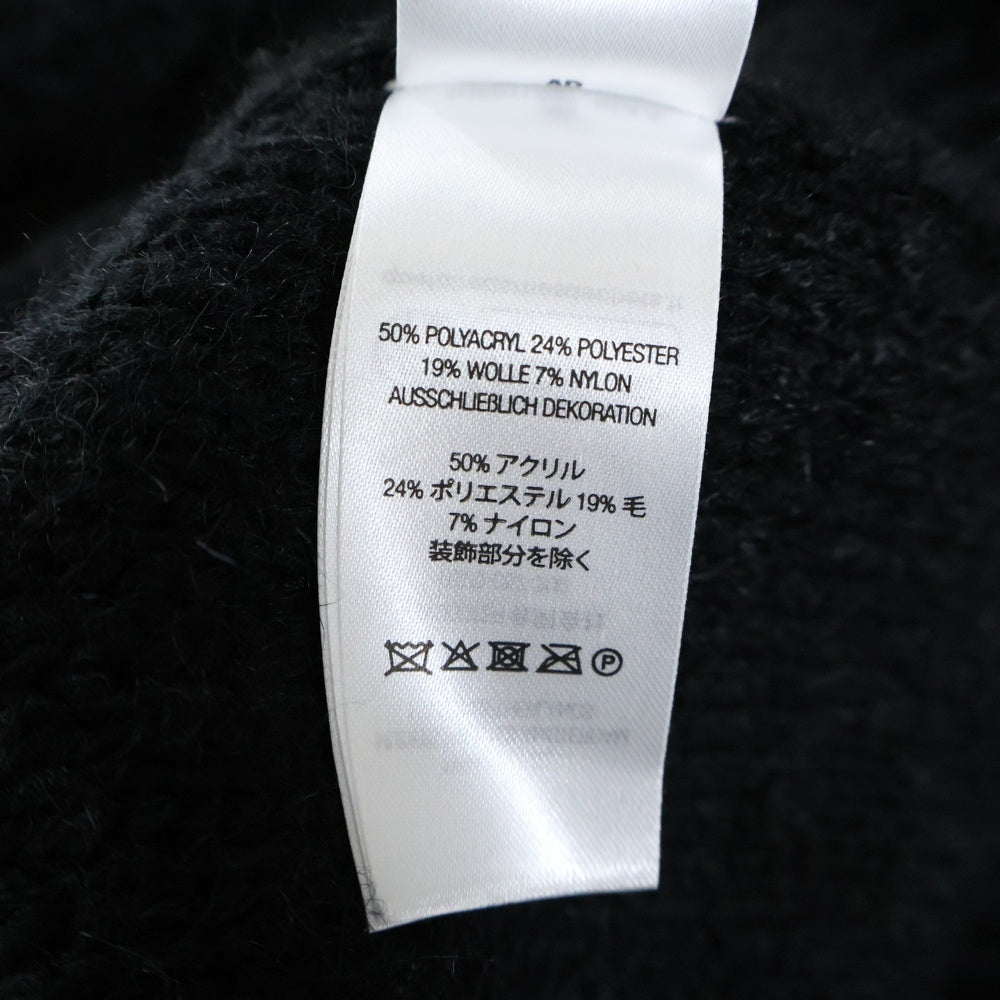 50% POLYACRYL 24% POLYESTER
19% WOLLE 7% NYLON
AUSSCHLIEßLICH DEKORATION
50% アクリル
24% ポリエステル 19% 毛
7% ナイロン
装飾部分を除く
P